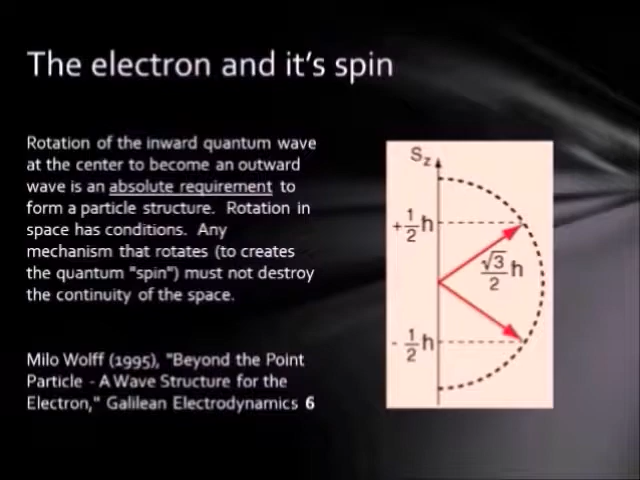 The electron and it's spin
Rotation of the inward quantum wave
at the center to become an outward
wave is an absolute requirement to
form a particle structure.  Rotation in
space has conditions.  Any
mechanism that rotates (to creates
the quantum "spin") must not destroy
the continuity of the space.
Milo Wolff (1995), "Beyond the Point
Particle - A Wave Structure for the
Electron," Galilean Electrodynamics 6
Sz
+1/2 h
√3/2 h
- 1/2 h